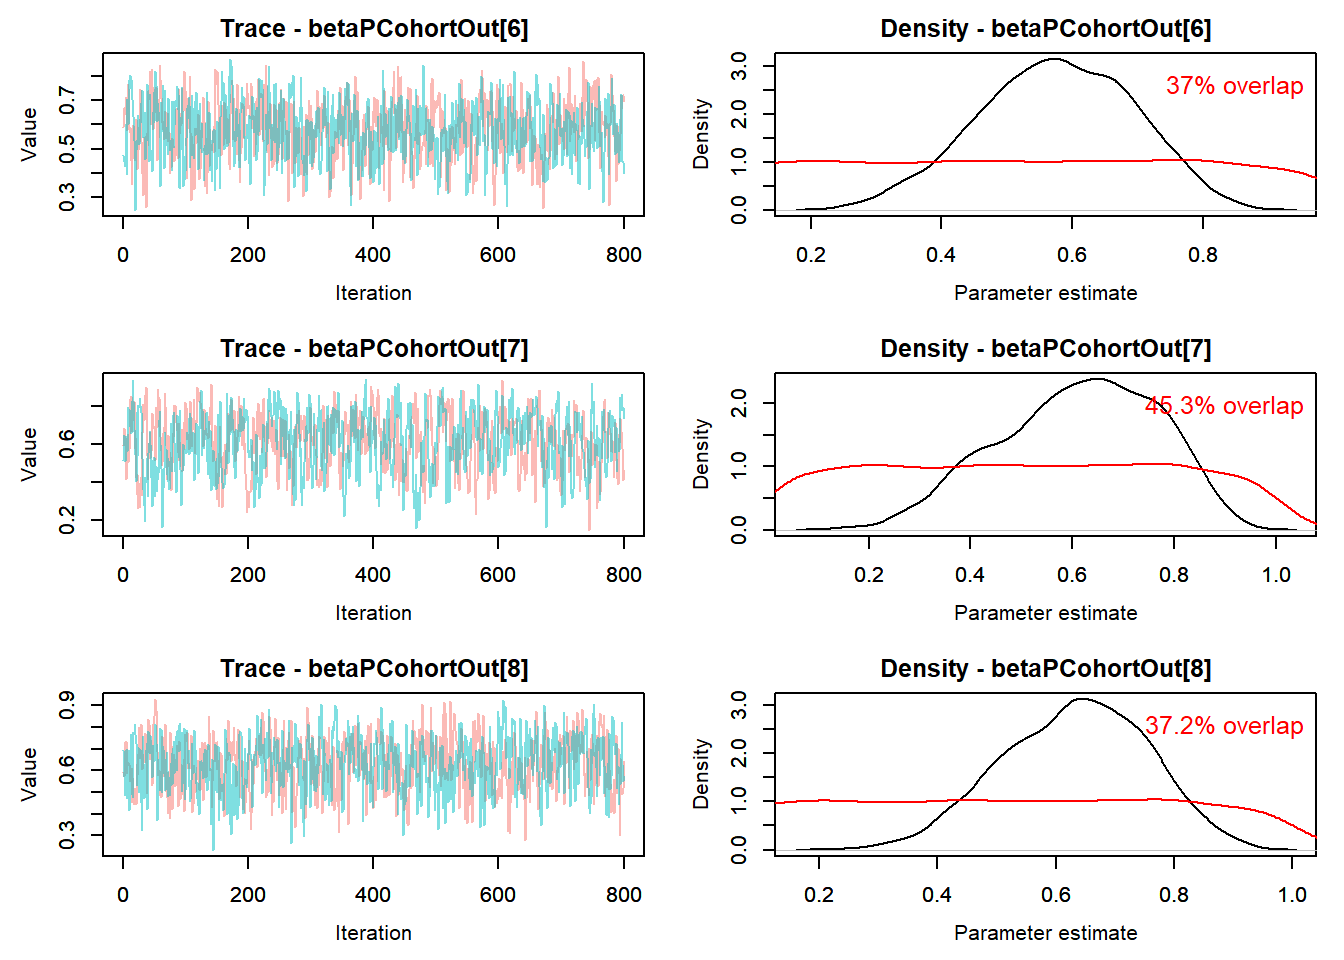 Trace - betaPCohortOut[6]
Value
0.3 0.5 0.7
0 200 400 600 800
Iteration
Density - betaPCohortOut[6]
37% overlap
Density
0.0 1.0 2.0 3.0
0.2 0.4 0.6 0.8
Parameter estimate
Trace - betaPCohortOut[7]
Value
0.2 0.6
0 200 400 600 800
Iteration
Density - betaPCohortOut[7]
45.3% overlap
Density
0.0 1.0 2.0
0.2 0.4 0.6 0.8 1.0
Parameter estimate
Trace - betaPCohortOut[8]
Value
0.3 0.6 0.9
0 200 400 600 800
Iteration
Density - betaPCohortOut[8]
37.2% overlap
Density
0.0 1.0 2.0 3.0
0.2 0.4 0.6 0.8 1.0
Parameter estimate